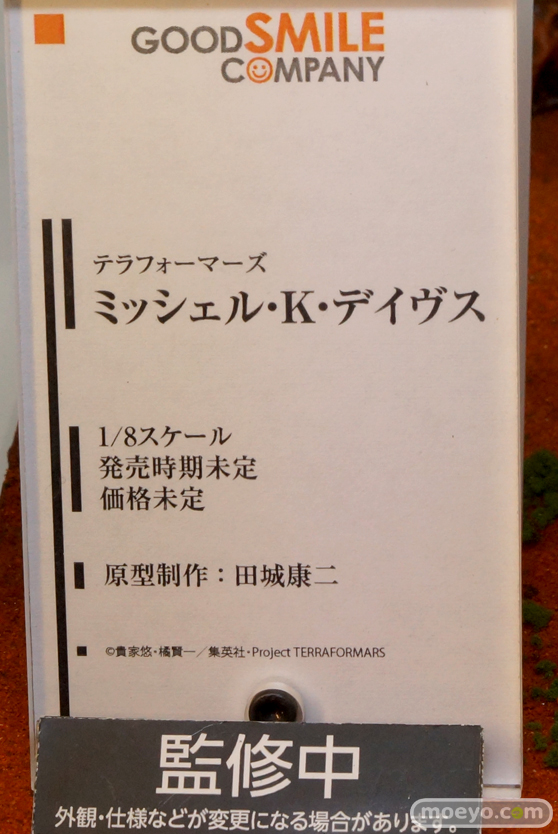 GOODSMILE
COMPANY
テラフォーマーズ
ミッシェル・K・デイヴス
1/8スケール
発売時期未定
価格未定
原型制作：田城康二
©貴家悠・橘賢一／集英社・Project TERRAFORMARS
監修中
外観・仕様などが変更になる場合があります。
moeyo.com